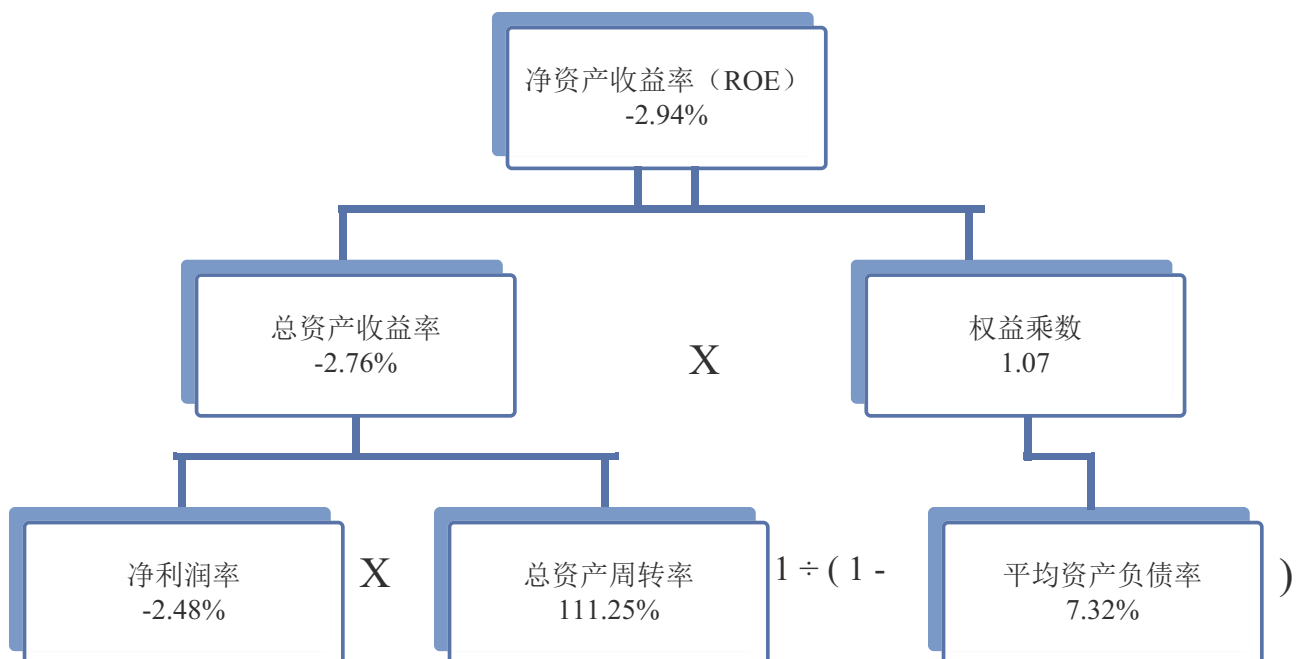 净资产收益率（ROE）
-2.94%
总资产收益率
-2.76%
X
权益乘数
1.07
净利润率
-2.48%
X
总资产周转率
111.25%
1 ÷ ( 1 -
平均资产负债率
7.32%
)